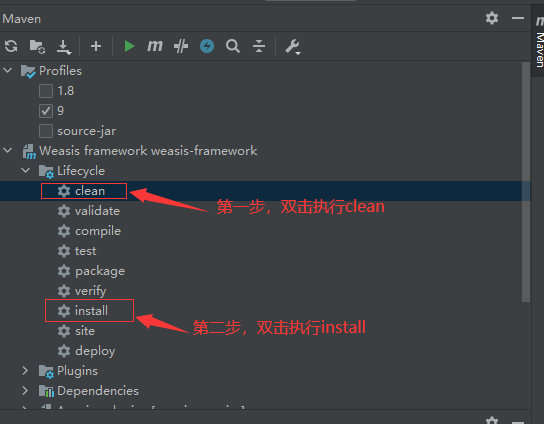 Maven
Maven
Profiles
1.8
9
source-jar
Weasis framework weasis-framework
Lifecycle
clean
第一步，双击执行clean
validate
compile
test
package
verify
install
第二步，双击执行install
site
deploy
Plugins
Dependencies